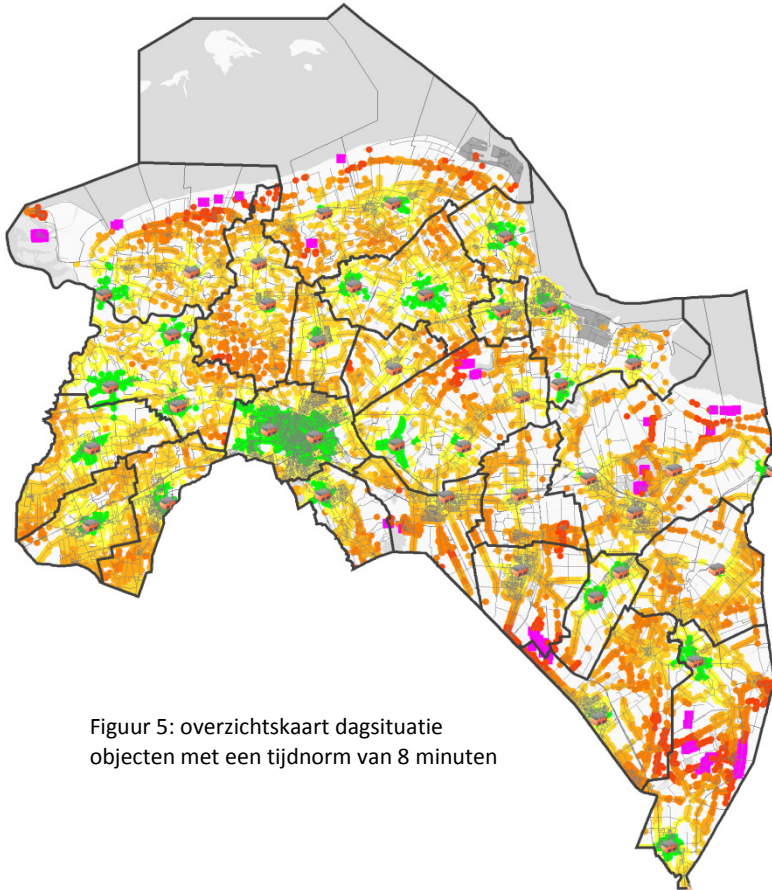 Figuur 5: overzichtskaart dagsituatie
objecten met een tijdnorm van 8 minuten